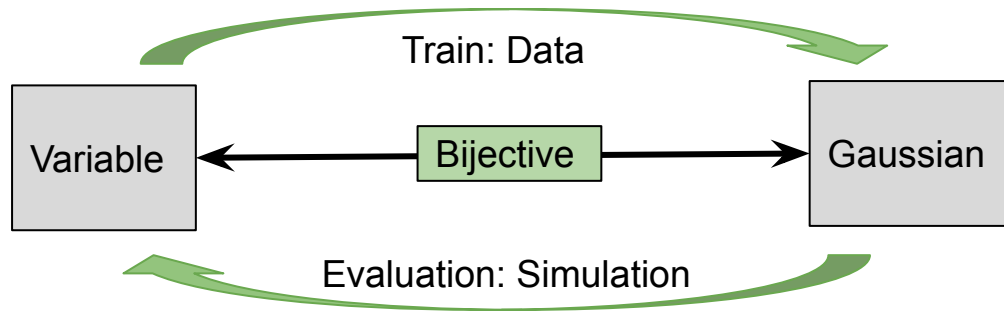 Train: Data
Variable
Bijective
Gaussian
Evaluation: Simulation